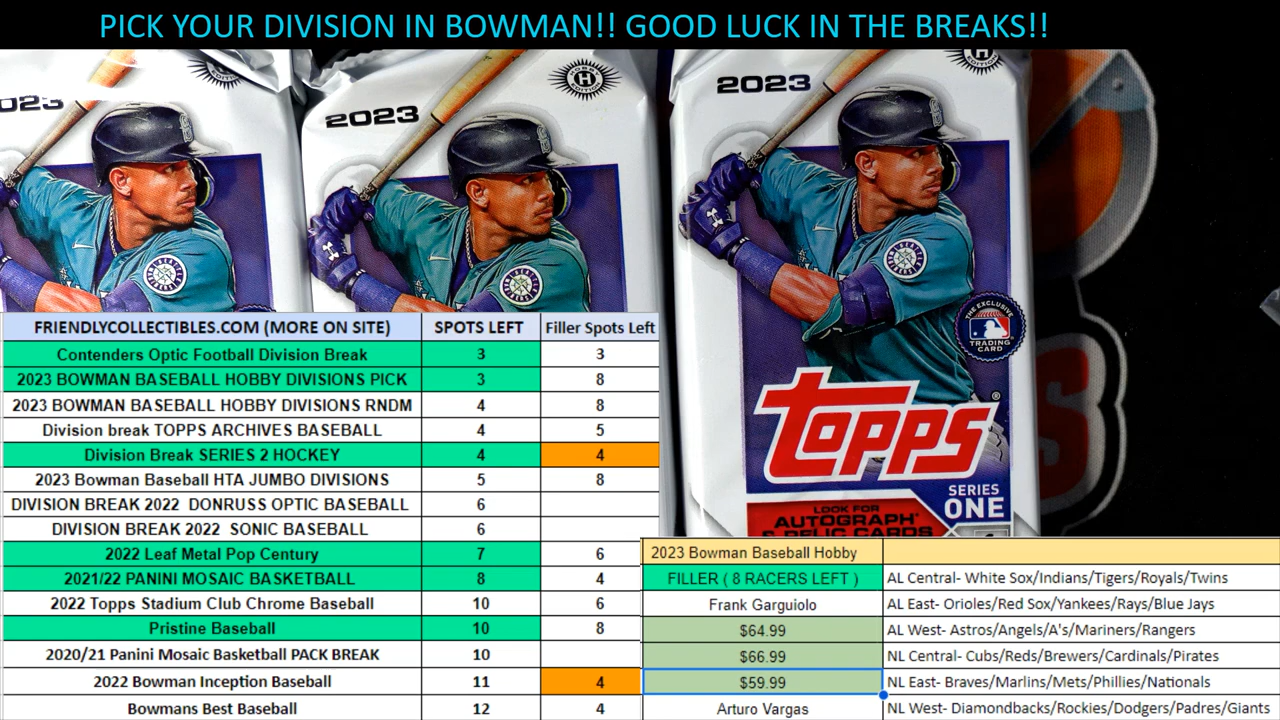 PICK YOUR DIVISION IN BOWMAN!! GOOD LUCK IN THE BREAKS!!
2023
2023
HOBBY EDITION
H
THE EXCLUSIVE
TRADING CARD
TOPPS®
SERIES ONE
LOOK FOR
AUTOGRAPH*
& RELIC CARDS
FRIENDLYCOLLECTIBLES.COM (MORE ON SITE) SPOTS LEFT Filler Spots Left
Contenders Optic Football Division Break 3 3
2023 BOWMAN BASEBALL HOBBY DIVISIONS PICK 3 8
2023 BOWMAN BASEBALL HOBBY DIVISIONS RNDM 4 8
Division break TOPPS ARCHIVES BASEBALL 4 5
Division Break SERIES 2 HOCKEY 4 4
2023 Bowman Baseball HTA JUMBO DIVISIONS 5 8
DIVISION BREAK 2022 DONRUSS OPTIC BASEBALL 6
DIVISION BREAK 2022 SONIC BASEBALL 6
2022 Leaf Metal Pop Century 7 6
2021/22 PANINI MOSAIC BASKETBALL 8 4
2022 Topps Stadium Club Chrome Baseball 10 6
Pristine Baseball 10 8
2020/21 Panini Mosaic Basketball PACK BREAK 10
2022 Bowman Inception Baseball 11 4
Bowmans Best Baseball 12 4
2023 Bowman Baseball Hobby
FILLER ( 8 RACERS LEFT ) AL Central- White Sox/Indians/Tigers/Royals/Twins
Frank Garguiolo AL East- Orioles/Red Sox/Yankees/Rays/Blue Jays
$64.99 AL West- Astros/Angels/A's/Mariners/Rangers
$66.99 NL Central- Cubs/Reds/Brewers/Cardinals/Pirates
$59.99 NL East- Braves/Marlins/Mets/Phillies/Nationals
Arturo Vargas NL West- Diamondbacks/Rockies/Dodgers/Padres/Giants